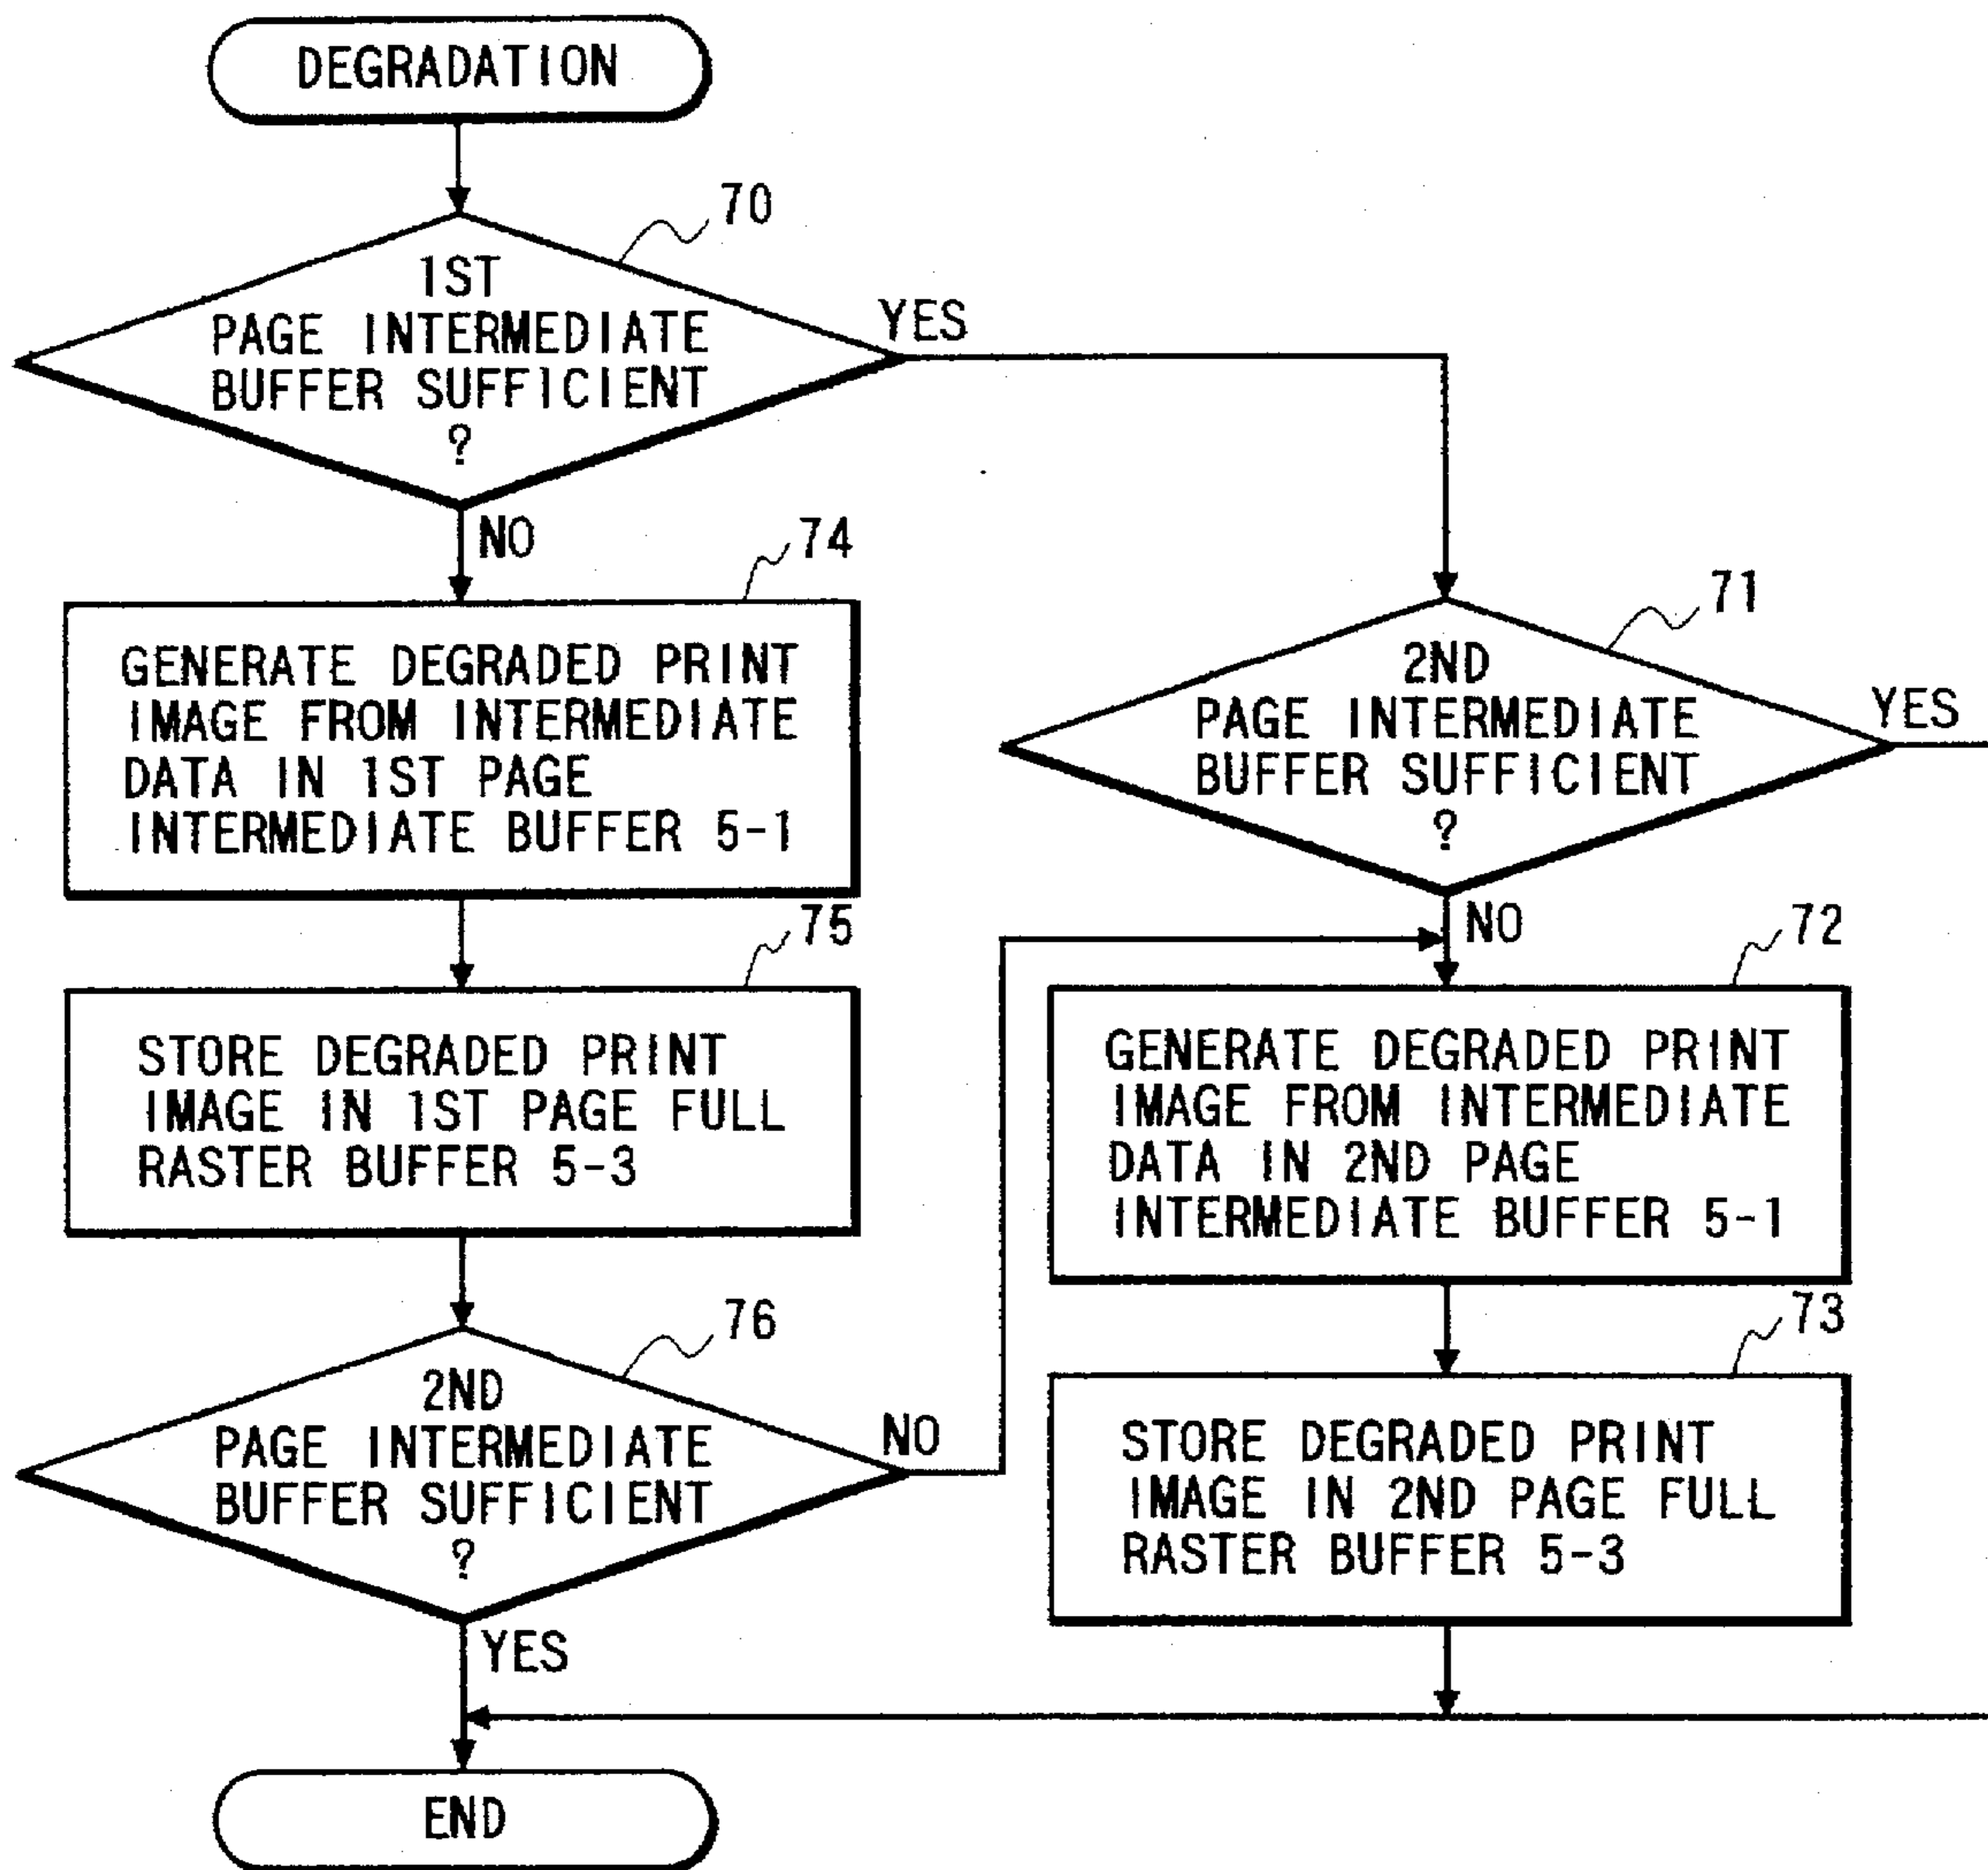 DEGRADATION
70
1ST
PAGE INTERMEDIATE
BUFFER SUFFICIENT
?
YES
NO
74
GENERATE DEGRADED PRINT
IMAGE FROM INTERMEDIATE
DATA IN 1ST PAGE
INTERMEDIATE BUFFER 5-1
75
STORE DEGRADED PRINT
IMAGE IN 1ST PAGE FULL
RASTER BUFFER 5-3
76
2ND
PAGE INTERMEDIATE
BUFFER SUFFICIENT
?
NO
YES
71
2ND
PAGE INTERMEDIATE
BUFFER SUFFICIENT
?
YES
NO
72
GENERATE DEGRADED PRINT
IMAGE FROM INTERMEDIATE
DATA IN 2ND PAGE
INTERMEDIATE BUFFER 5-1
73
STORE DEGRADED PRINT
IMAGE IN 2ND PAGE FULL
RASTER BUFFER 5-3
END